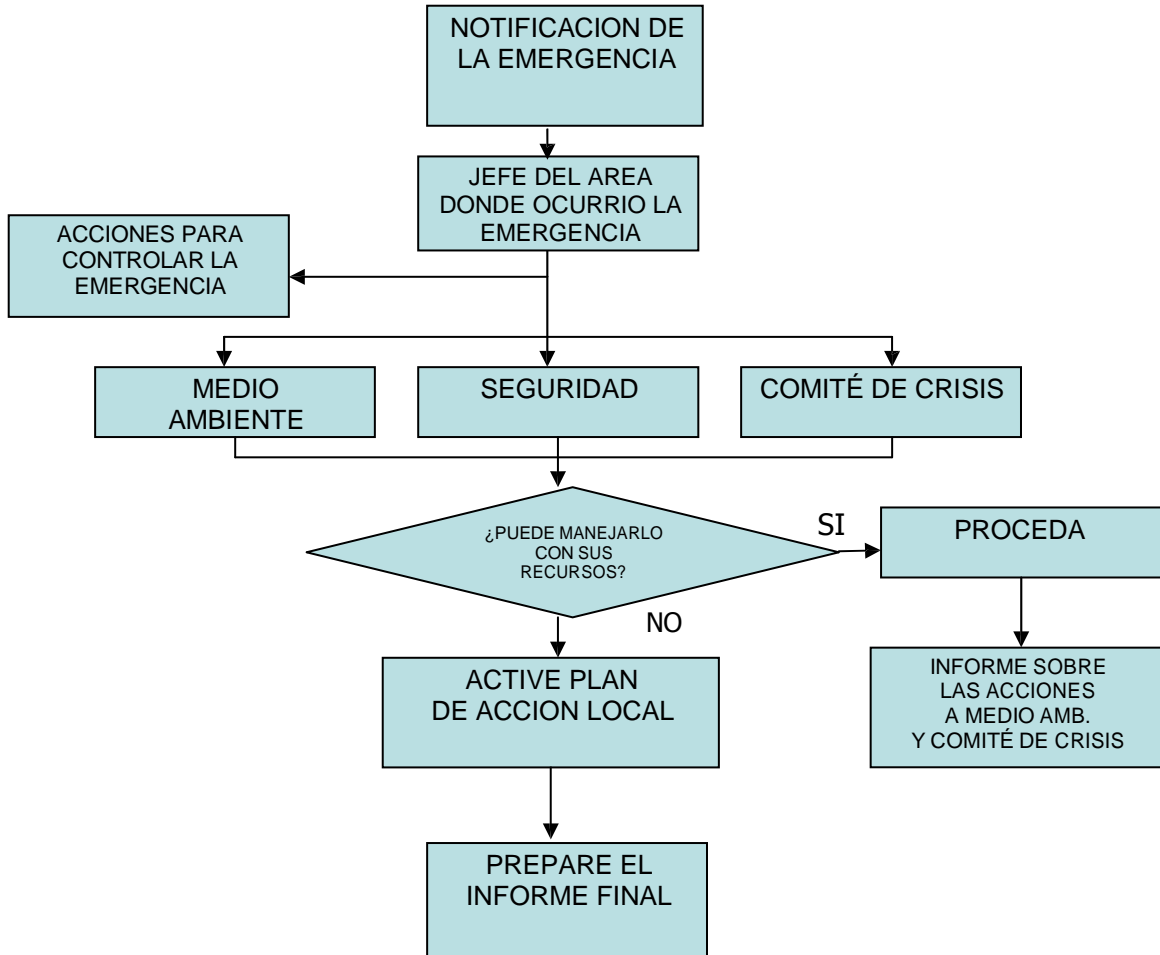 NOTIFICACION DE
LA EMERGENCIA
JEFE DEL AREA
DONDE OCURRIO LA
EMERGENCIA
ACCIONES PARA
CONTROLAR LA
EMERGENCIA
MEDIO
AMBIENTE
SEGURIDAD
COMITÉ DE CRISIS
¿PUEDE MANEJARLO
CON SUS
RECURSOS?
SI
PROCEDA
NO
ACTIVE PLAN
DE ACCION LOCAL
INFORME SOBRE
LAS ACCIONES
A MEDIO AMB.
Y COMITÉ DE CRISIS
PREPARE EL
INFORME FINAL